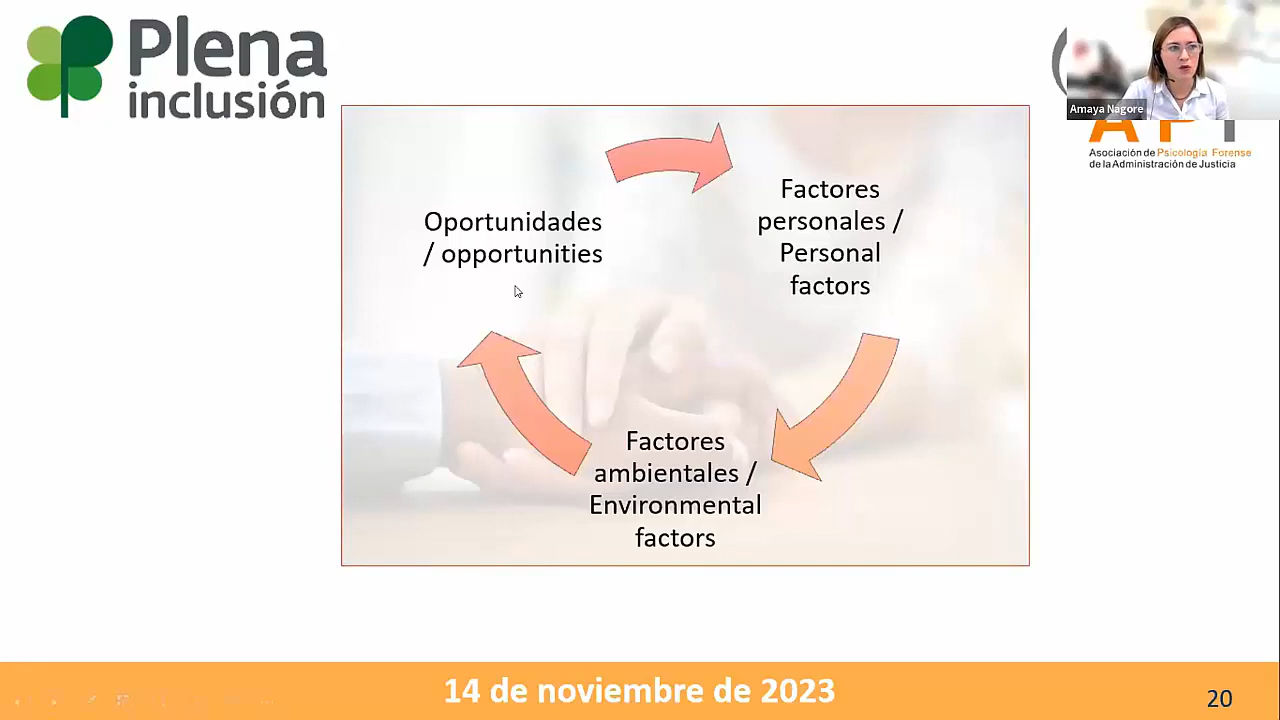 Plena
inclusión
Amaya Nagore
Asociación de Psicología Forense
de la Administración de Justicia
Oportunidades
/ opportunities
Factores
personales /
Personal
factors
Factores
ambientales /
Environmental
factors
14 de noviembre de 2023
20